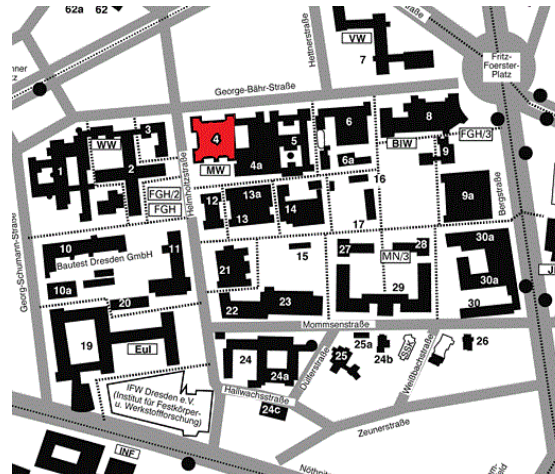 62a 62
VW
7
Hettnerstraße
Fritz-
Foerster-
Platz
George-Bähr-Straße
3
WW
1
2
4
4a
MW
5
6
6a
BIW
8
9
FGH/3
FGH/2
FGH
Helmholtzstraße
12
13a
13
14
16
17
9a
Bergstraße
Georg-Schumann-Straße
10
Bautest Dresden GmbH
11
10a
20
21
15
27
MN/3
28
29
30a
30a
30
22
23
19
EuI
Mommsenstraße
24
24a
24c
Hallwachsstraße
Dülferstraße
25
25a
24b
SSK
Weißbachstraße
26
IFW Dresden e.V.
(Institut für Festkörper-
u. Werkstoffforschung)
Zeunerstraße
INF